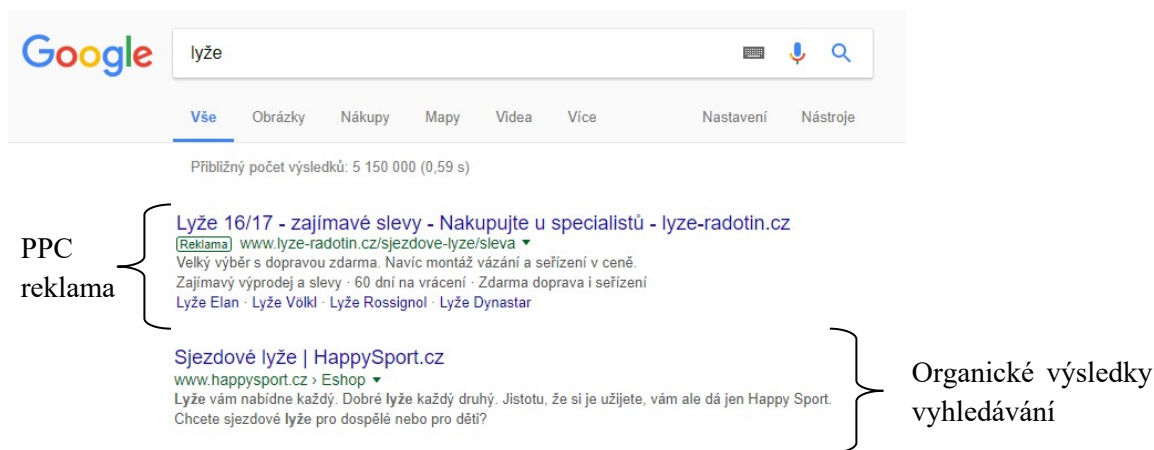 Google
lyže
Vše Obrázky Nákupy Mapy Videa Více Nastavení Nástroje
Přibližný počet výsledků: 5 150 000 (0,59 s)
PPC
reklama
Lyže 16/17 - zajímavé slevy - Nakupujte u specialistů - lyze-radotin.cz
Reklama www.lyze-radotin.cz/sjezdove-lyze/sleva
Velký výběr s dopravou zdarma. Navíc montáž vázání a seřízení v ceně.
Zajímavý výprodej a slevy · 60 dní na vrácení · Zdarma doprava i seřízení
Lyže Elan · Lyže Völkl · Lyže Rossignol · Lyže Dynastar
Sjezdové lyže | HappySport.cz
www.happysport.cz › Eshop
Lyže vám nabídne každý. Dobré lyže každý druhý. Jistotu, že si je užijete, vám ale dá jen Happy Sport.
Chcete sjezdové lyže pro dospělé nebo pro děti?
Organické výsledky
vyhledávání